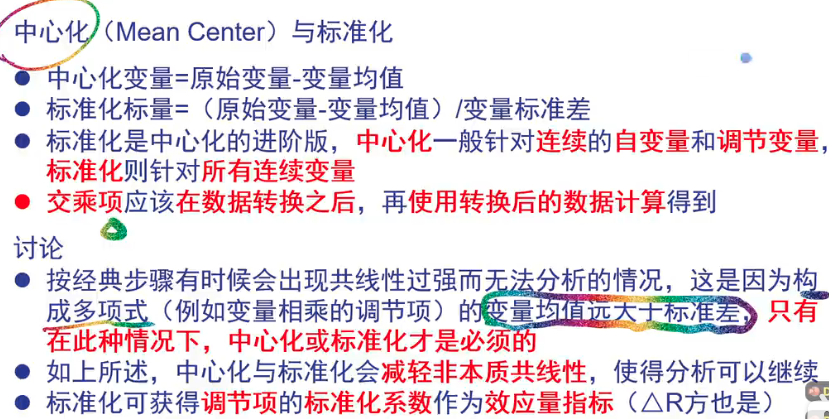 中心化（Mean Center）与标准化
● 中心化变量=原始变量-变量均值
● 标准化标量=（原始变量-变量均值）/变量标准差
● 标准化是中心化的进阶版，中心化一般针对连续的自变量和调节变量，
标准化则针对所有连续变量
● 交乘项应该在数据转换之后，再使用转换后的数据计算得到
讨论
● 按经典步骤有时候会出现共线性过强而无法分析的情况，这是因为构
成多项式（例如变量相乘的调节项）的变量均值远大于标准差，只有
在此种情况下，中心化或标准化才是必须的
● 如上所述，中心化与标准化会减轻非本质共线性，使得分析可以继续
● 标准化可获得调节项的标准化系数作为效应量指标（△R方也是）